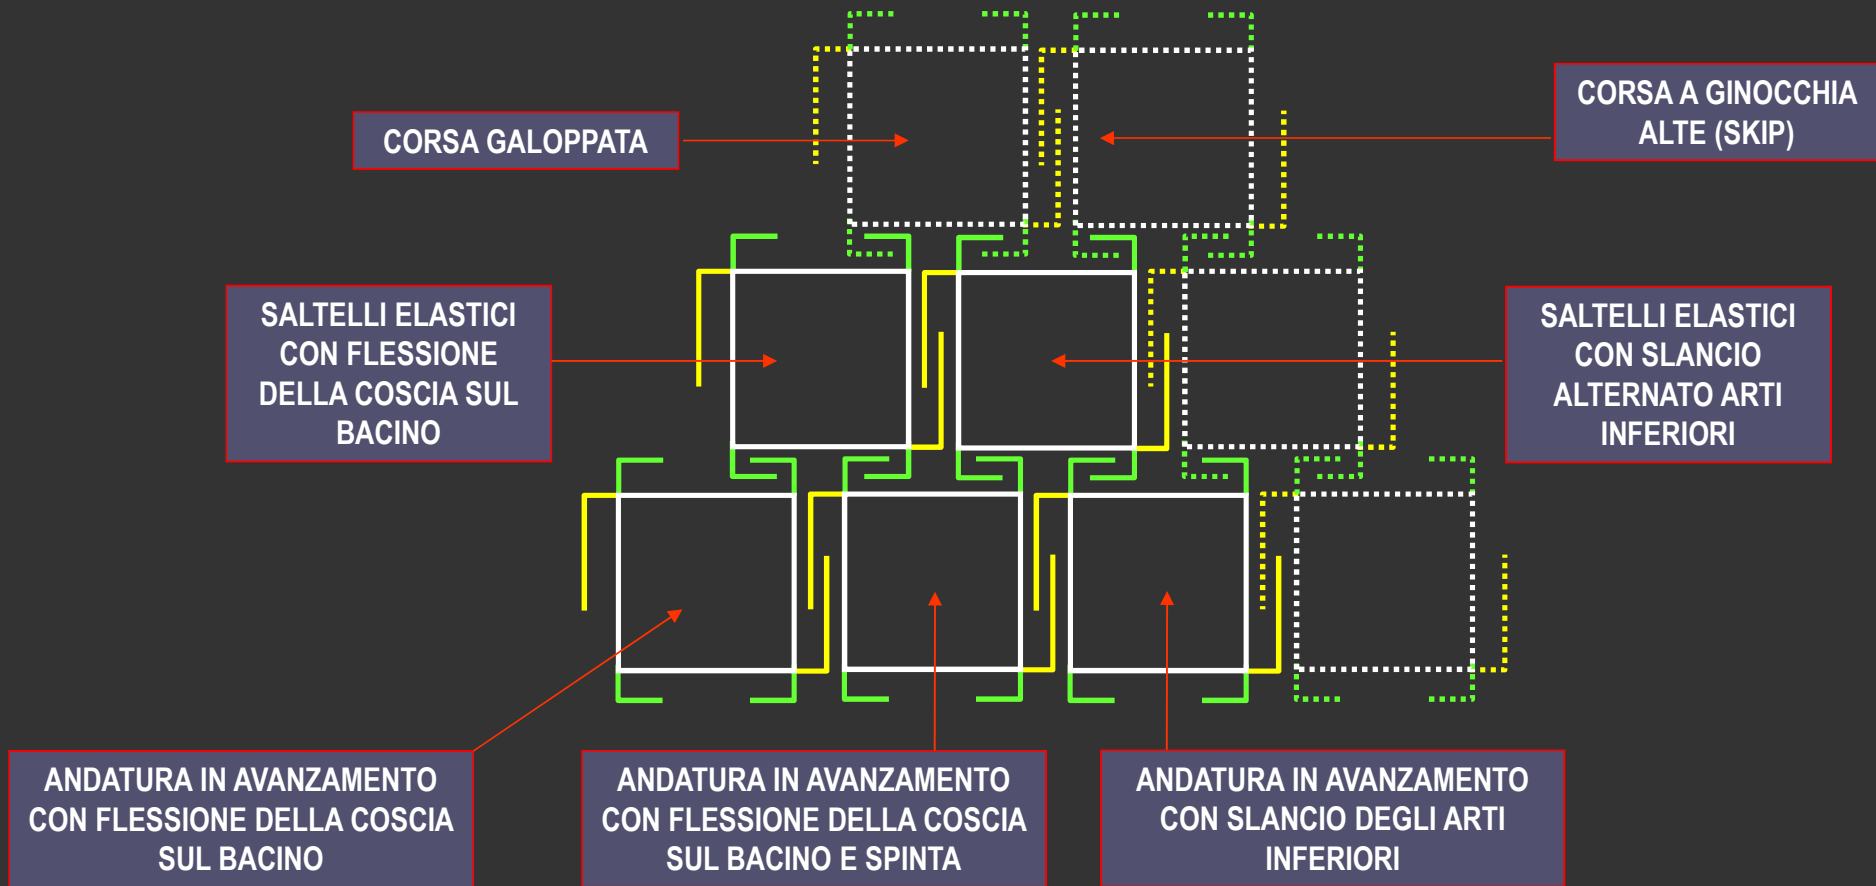 CORSA GALOPPATA
CORSA A GINOCCHIA
ALTE (SKIP)
SALTELLI ELASTICI
CON FLESSIONE
DELLA COSCIA SUL
BACINO
SALTELLI ELASTICI
CON SLANCIO
ALTERNATO ARTI
INFERIORI
ANDATURA IN AVANZAMENTO
CON FLESSIONE DELLA COSCIA
SUL BACINO
ANDATURA IN AVANZAMENTO
CON FLESSIONE DELLA COSCIA
SUL BACINO E SPINTA
ANDATURA IN AVANZAMENTO
CON SLANCIO DEGLI ARTI
INFERIORI